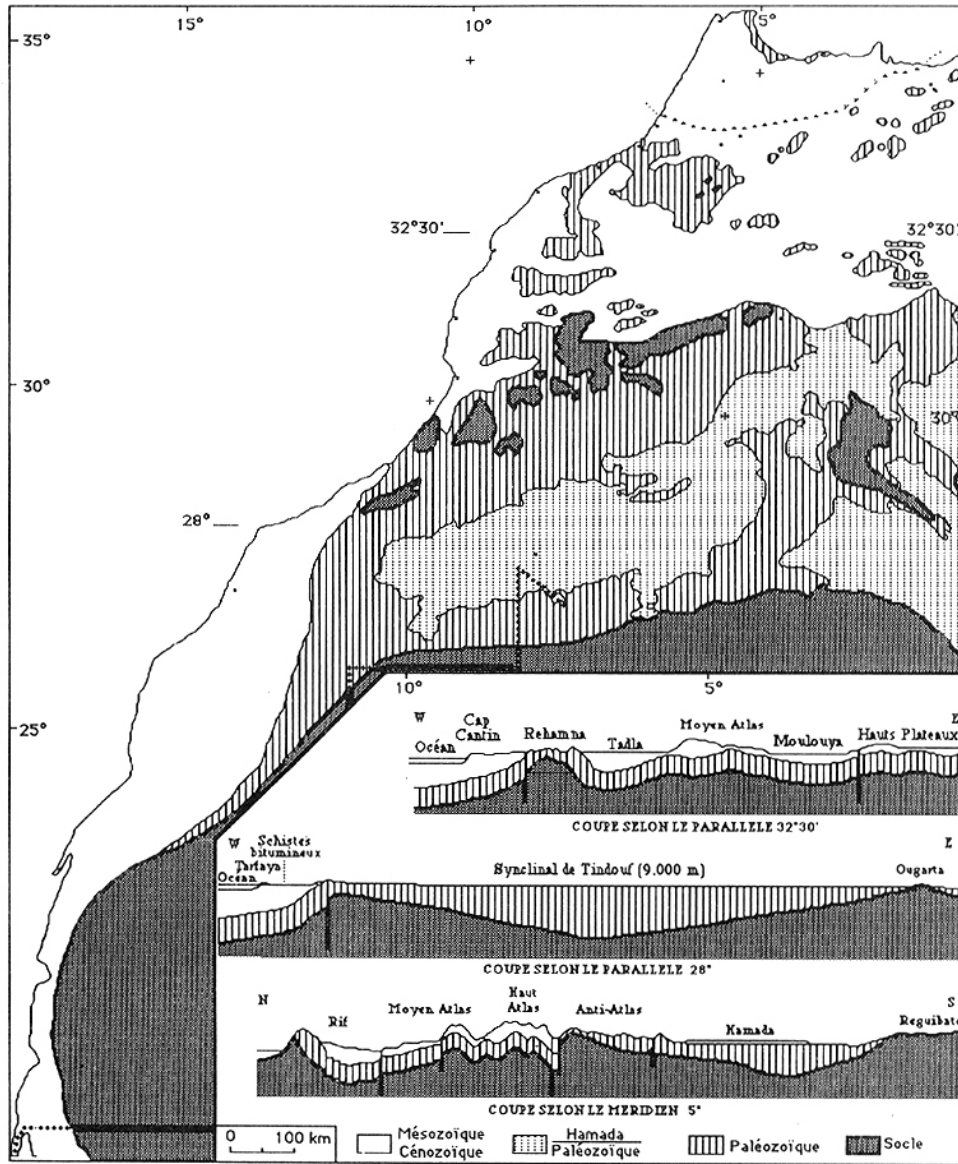 15° 10° 5°
35°
32°30' 32°30'
30° 30°
28°
10° 5°
25°
W E
Cap Cantin Rehamna Moyen Atlas
Océan Tadla Moulouya Hauts Plateaux
COUPE SELON LE PARALLELE 32°30'
W Schistes bitumineux E
Tarfaya Synclinal de Tindouf (9.000 m) Ougarta
Ocean
COUPE SELON LE PARALLELE 28°
N S
Rif Moyen Atlas Haut Atlas Anti-Atlas Hamada Reguibate
COUPE SELON LE MERIDIEN 5°
0 100 km
Mésozoïque Cénozoïque
Hamada Paléozoïque
Paléozoïque
Socle